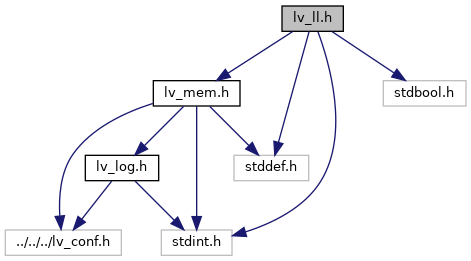 lv_ll.h
lv_mem.h
stdbool.h
lv_log.h
stddef.h
../../../lv_conf.h
stdint.h